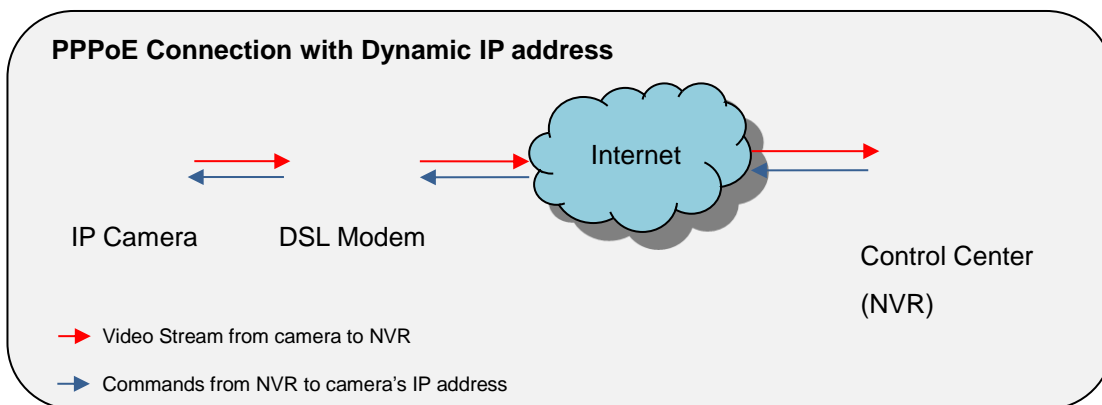 PPPoE Connection with Dynamic IP address
Internet
IP Camera
DSL Modem
Control Center
(NVR)
Video Stream from camera to NVR
Commands from NVR to camera's IP address